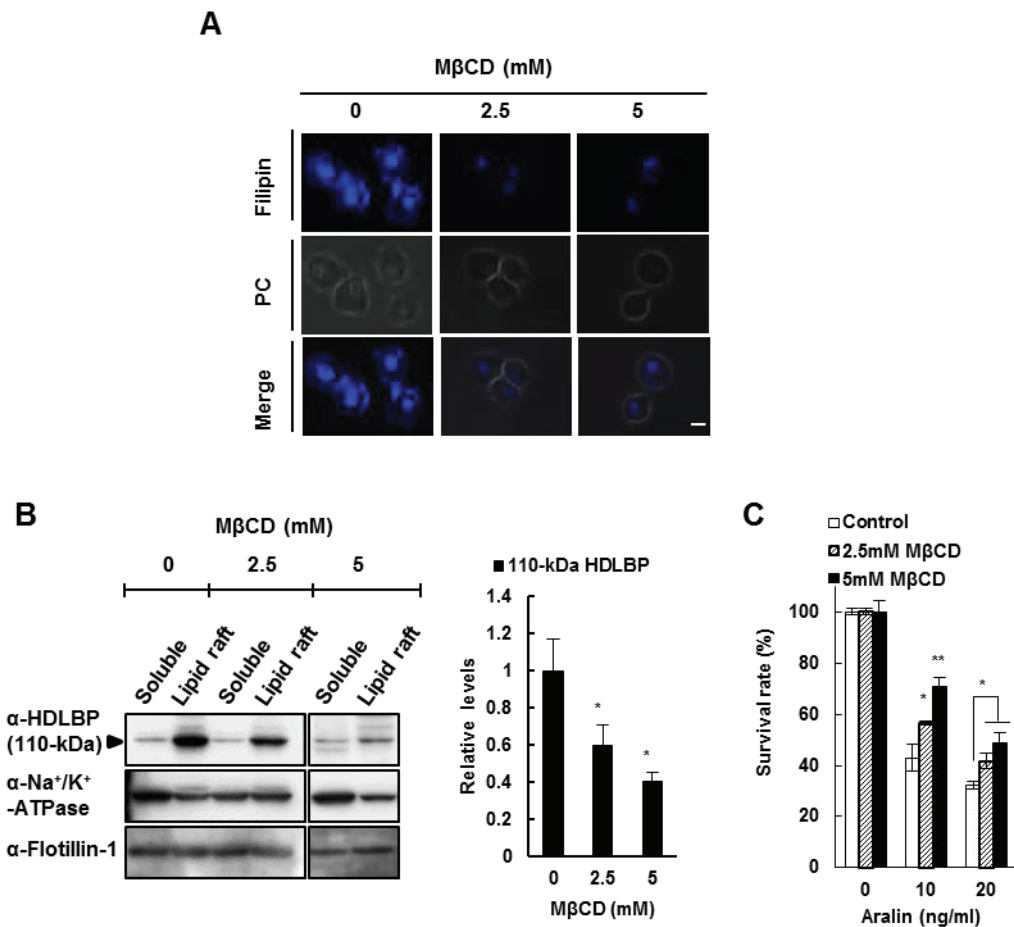 A
MβCD (mM)
0 2.5 5
Filipin
PC
Merge
B
MβCD (mM)
0 2.5 5
Soluble Lipid raft Soluble Lipid raft Soluble Lipid raft
α-HDLBP
(110-kDa)
α-Na⁺/K⁺
-ATPase
α-Flotillin-1
110-kDa HDLBP
Relative levels
1.4
1.2
1
0.8
0.6
0.4
0.2
0
* *
0 2.5 5
MβCD (mM)
C
Control
2.5mM MβCD
5mM MβCD
Survival rate (%)
100
80
60
40
20
0
* ** *
0 10 20
Aralin (ng/ml)